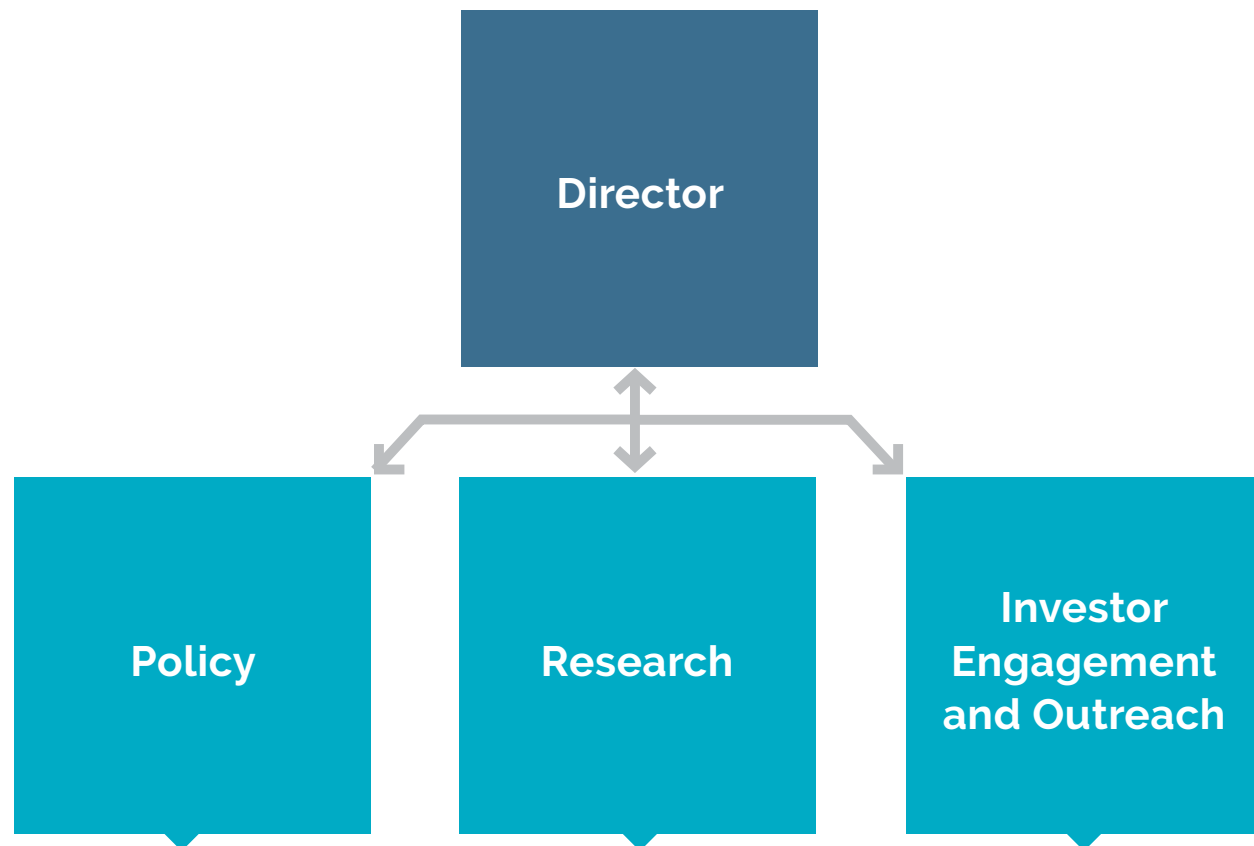 Director
Policy
Research
Investor
Engagement
and Outreach